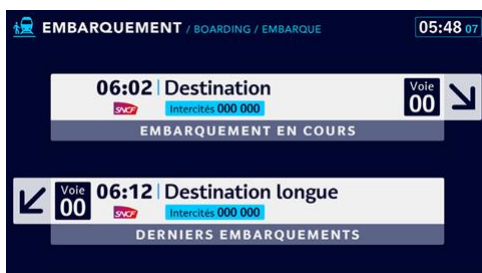 EMBARQUEMENT / BOARDING / EMBARQUE 05:48 07
06:02 Destination Voie
SNCF Intercités 000 000 00
EMBARQUEMENT EN COURS
Voie 06:12 Destination longue
00 SNCF Intercités 000 000
DERNIERS EMBARQUEMENTS